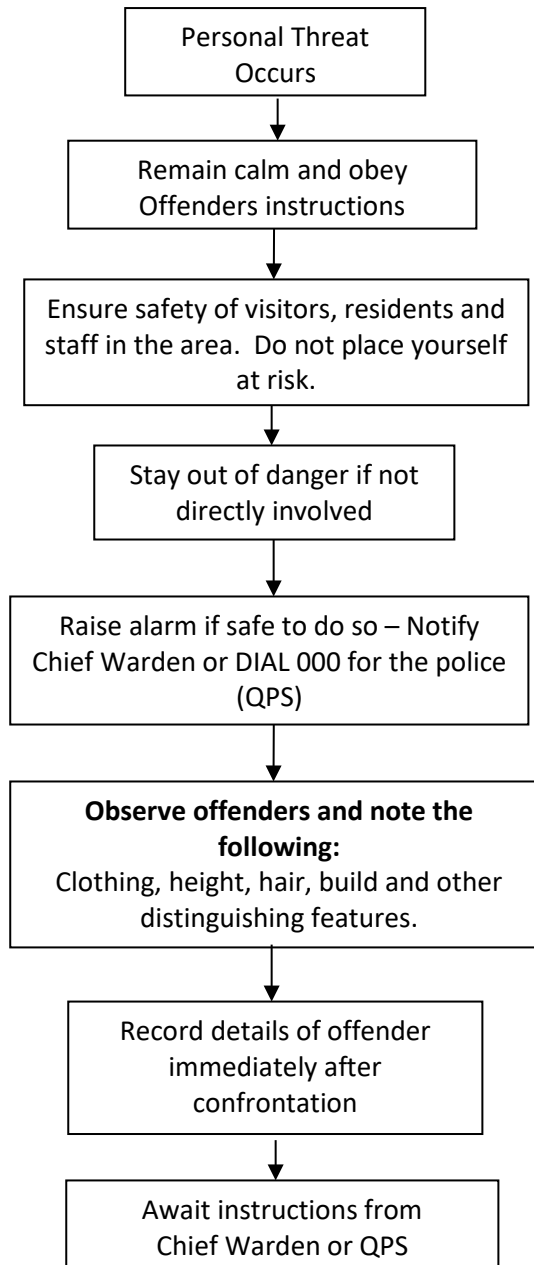 Personal Threat
Occurs
Remain calm and obey
Offenders instructions
Ensure safety of visitors, residents and
staff in the area.  Do not place yourself
at risk.
Stay out of danger if not
directly involved
Raise alarm if safe to do so – Notify
Chief Warden or DIAL 000 for the police
(QPS)
Observe offenders and note the
following:
Clothing, height, hair, build and other
distinguishing features.
Record details of offender
immediately after
confrontation
Await instructions from
Chief Warden or QPS